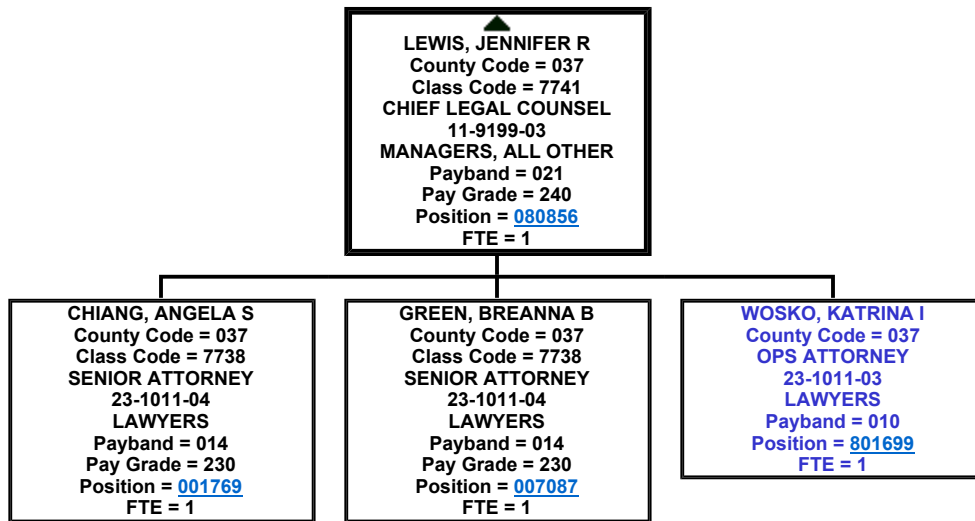 LEWIS, JENNIFER R
County Code = 037
Class Code = 7741
CHIEF LEGAL COUNSEL
11-9199-03
MANAGERS, ALL OTHER
Payband = 021
Pay Grade = 240
Position = 080856
FTE = 1
CHIANG, ANGELA S
County Code = 037
Class Code = 7738
SENIOR ATTORNEY
23-1011-04
LAWYERS
Payband = 014
Pay Grade = 230
Position = 001769
FTE = 1
GREEN, BREANNA B
County Code = 037
Class Code = 7738
SENIOR ATTORNEY
23-1011-04
LAWYERS
Payband = 014
Pay Grade = 230
Position = 007087
FTE = 1
WOSKO, KATRINA I
County Code = 037
OPS ATTORNEY
23-1011-03
LAWYERS
Payband = 010
Position = 801699
FTE = 1